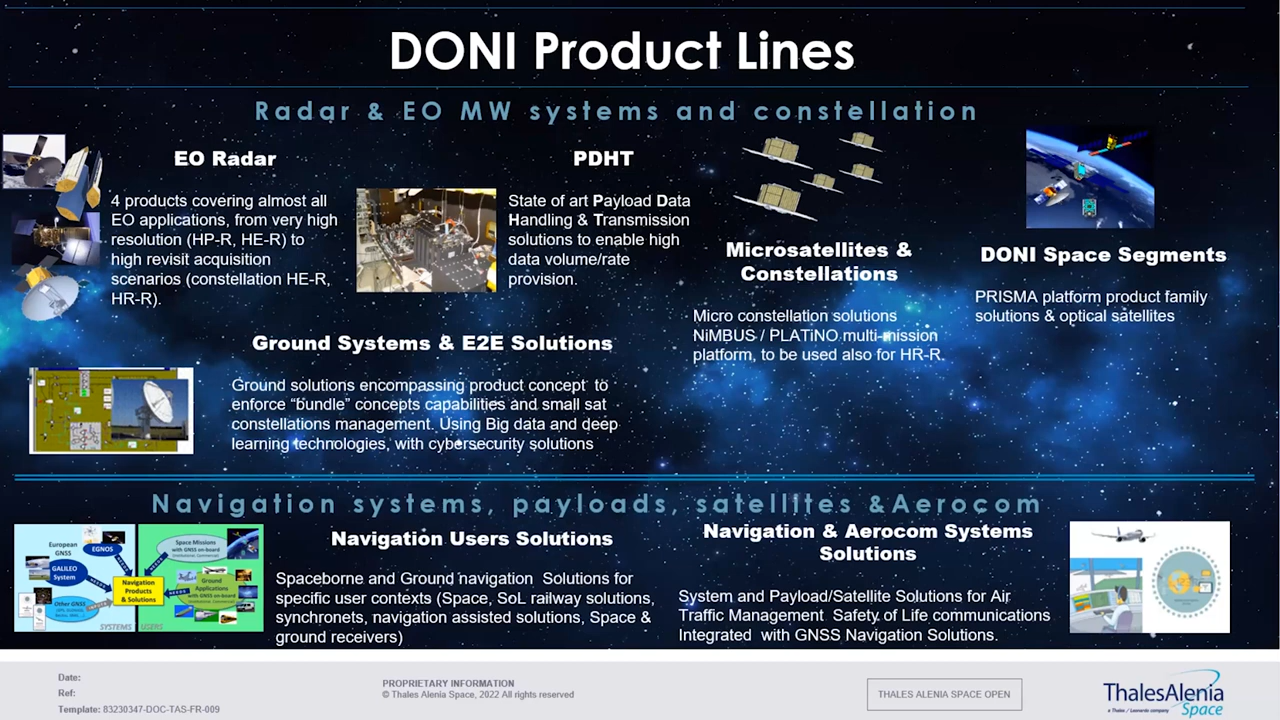 DONI Product Lines
Radar & EO MW systems and constellation
EO Radar
4 products covering almost all
EO applications, from very high
resolution (HP-R, HE-R) to
high revisit acquisition
scenarios (constellation HE-R,
HR-R).
PDHT
State of art Payload Data
Handling & Transmission
solutions to enable high
data volume/rate
provision.
Microsatellites &
Constellations
Micro constellation solutions
NiMBUS / PLATiNO multi-mission
platform, to be used also for HR-R.
DONI Space Segments
PRISMA platform product family
solutions & optical satellites
Ground Systems & E2E Solutions
Ground solutions encompassing product concept to
enforce “bundle” concepts capabilities and small sat
constellations management. Using Big data and deep
learning technologies, with cybersecurity solutions
Navigation systems, payloads, satellites &Aerocom
European
GNSS
EGNOS
GALILEO
System
Other GNSS
NEEDS
Navigation
Products
& Solutions
NEEDS
Space Missions
with GNSS on-board
(Institutional, Commercial)
Ground
Applications
with GNSS on-board
(Institutional, Commercial)
SYSTEMS
USERS
Navigation Users Solutions
Spaceborne and Ground navigation Solutions for
specific user contexts (Space, SoL railway solutions,
synchronets, navigation assisted solutions, Space &
ground receivers)
Navigation & Aerocom Systems
Solutions
System and Payload/Satellite Solutions for Air
Traffic Management Safety of Life communications
Integrated with GNSS Navigation Solutions.
Date:
Ref:
Template: 83230347-DOC-TAS-FR-009
PROPRIETARY INFORMATION
© Thales Alenia Space, 2022 All rights reserved
THALES ALENIA SPACE OPEN
ThalesAlenia
a Thales / Leonardo company
Space